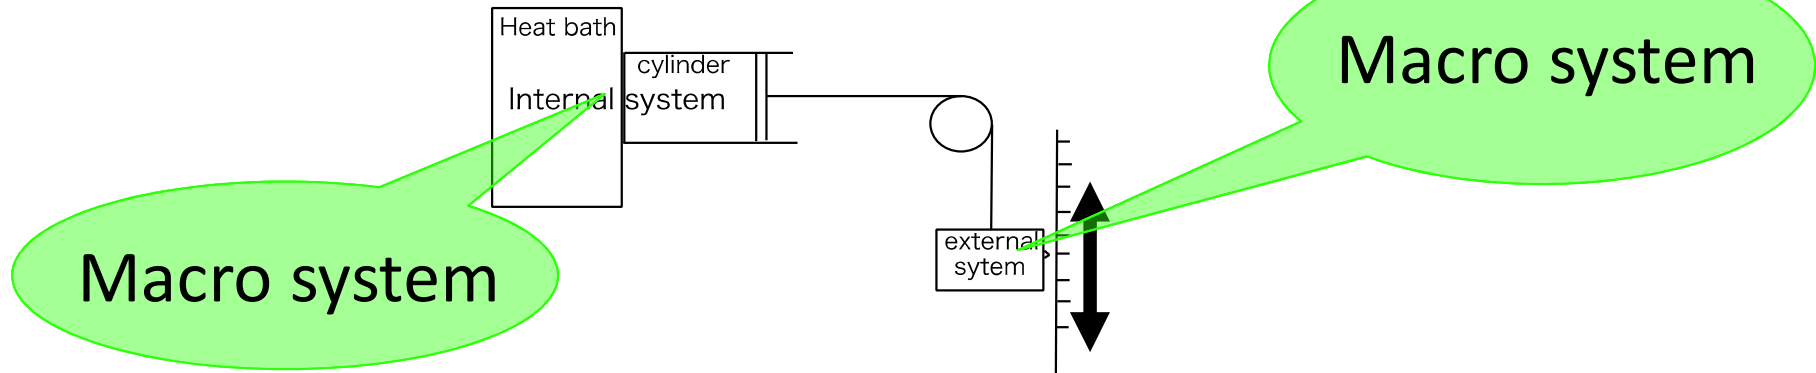 Heat bath
cylinder
Internal system
Macro system
external
sytem
Macro system